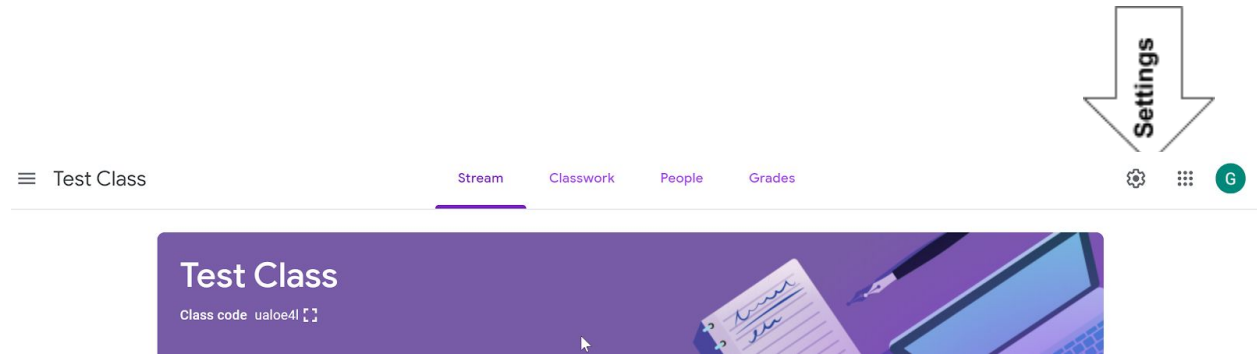 Settings
Test Class
Stream Classwork People Grades
G
Test Class
Class code ualoe4l